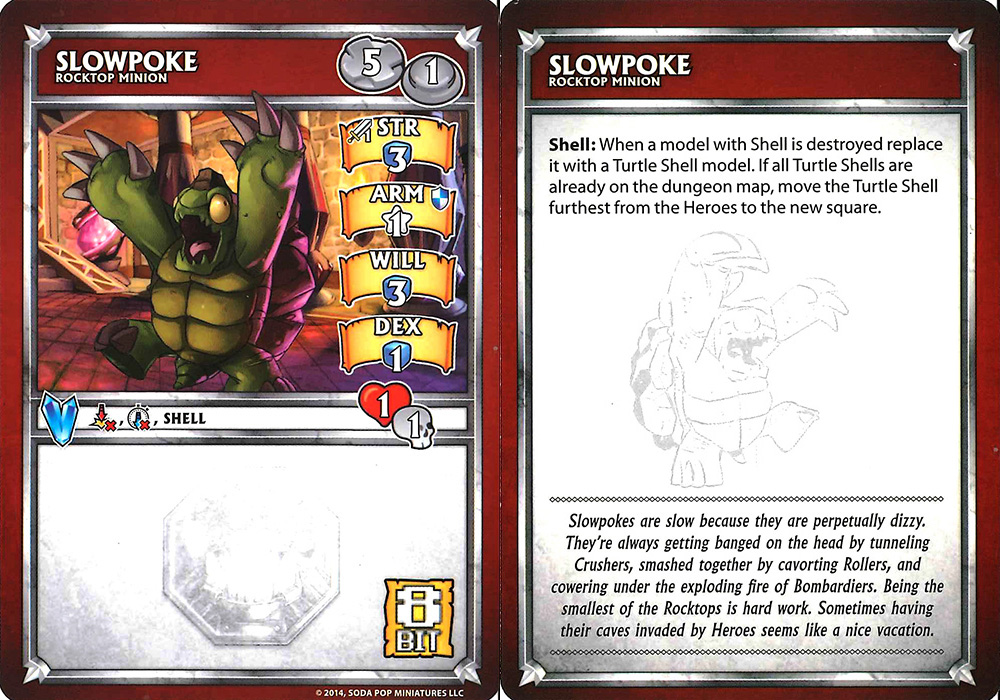 SLOWPOKE
ROCKTOP MINION
5
1
STR
3
ARM
1
WILL
3
DEX
1
, , SHELL
1
1
8
BIT
© 2014, SODA POP MINIATURES LLC
SLOWPOKE
ROCKTOP MINION
Shell: When a model with Shell is destroyed replace
it with a Turtle Shell model. If all Turtle Shells are
already on the dungeon map, move the Turtle Shell
furthest from the Heroes to the new square.
Slowpokes are slow because they are perpetually dizzy.
They're always getting banged on the head by tunneling
Crushers, smashed together by cavorting Rollers, and
cowering under the exploding fire of Bombardiers. Being the
smallest of the Rocktops is hard work. Sometimes having
their caves invaded by Heroes seems like a nice vacation.